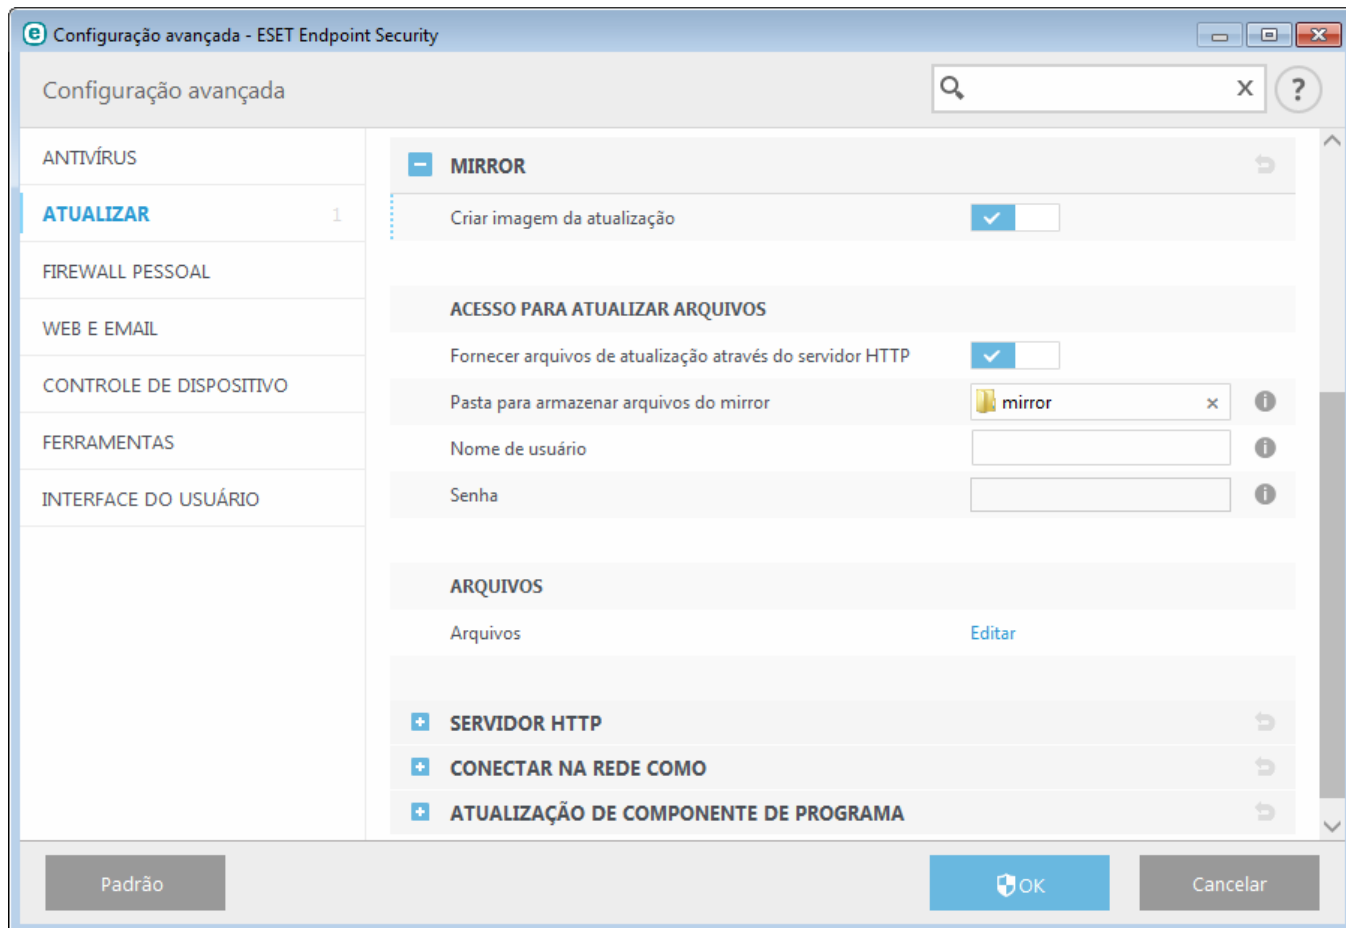 Configuração avançada - ESET Endpoint Security
Configuração avançada
ANTIVÍRUS
ATUALIZAR 1
FIREWALL PESSOAL
WEB E EMAIL
CONTROLE DE DISPOSITIVO
FERRAMENTAS
INTERFACE DO USUÁRIO
MIRROR
Criar imagem da atualização
ACESSO PARA ATUALIZAR ARQUIVOS
Fornecer arquivos de atualização através do servidor HTTP
Pasta para armazenar arquivos do mirror mirror
Nome de usuário
Senha
ARQUIVOS
Arquivos Editar
SERVIDOR HTTP
CONECTAR NA REDE COMO
ATUALIZAÇÃO DE COMPONENTE DE PROGRAMA
Padrão OK Cancelar